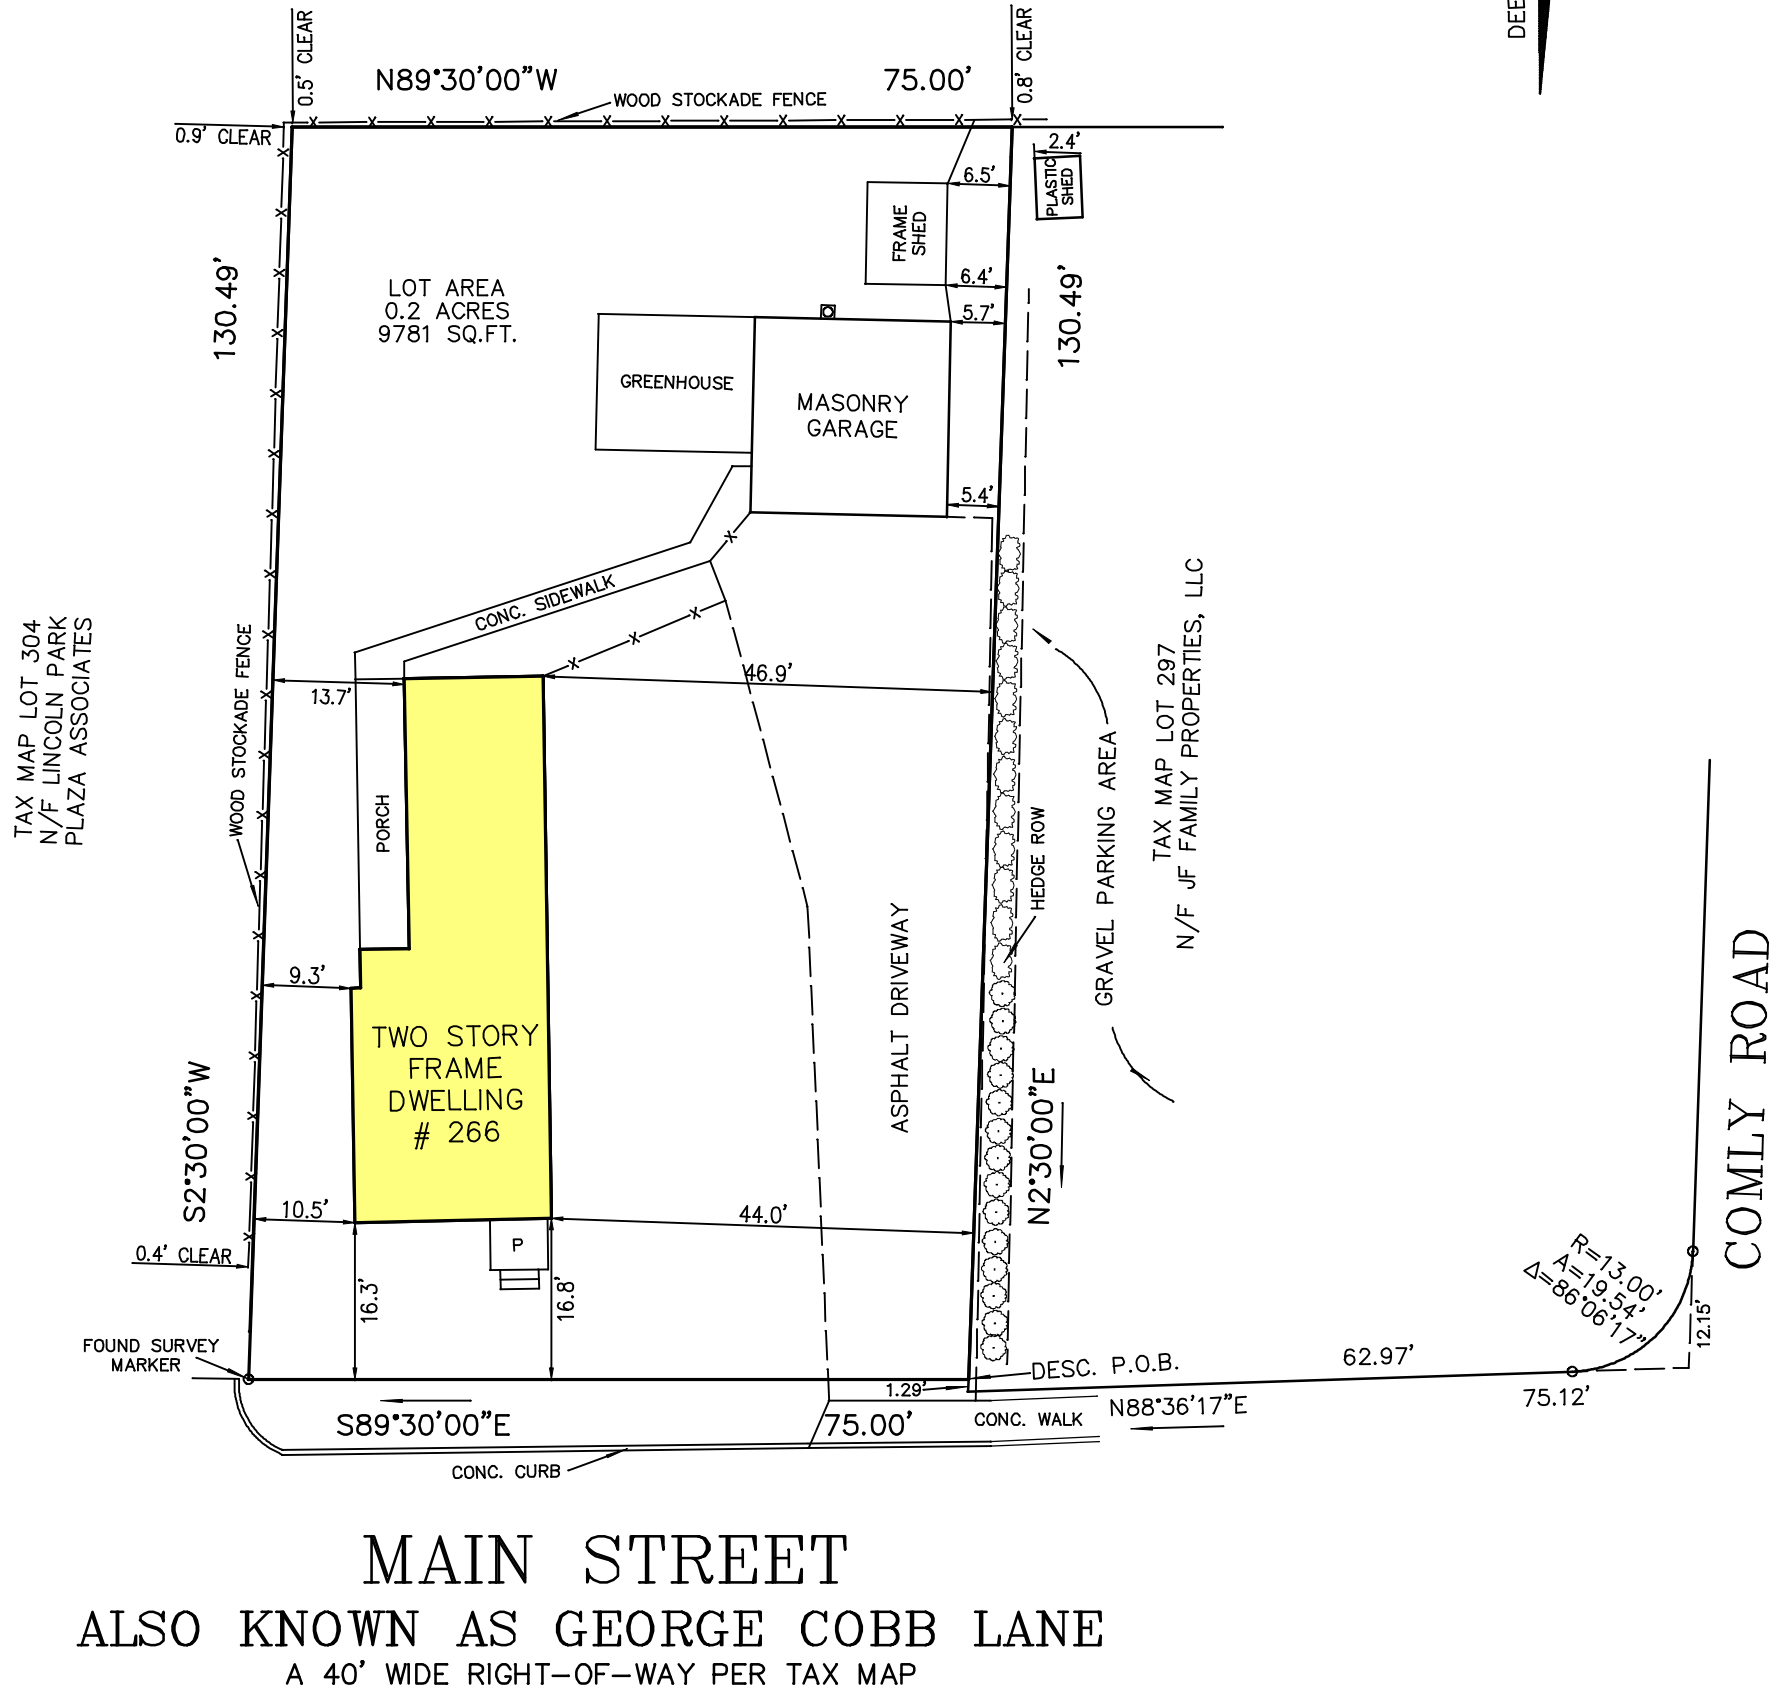 DEE
0.5' CLEAR
0.8' CLEAR
N89°30'00"W
75.00'
WOOD STOCKADE FENCE
0.9' CLEAR
2.4'
PLASTIC
SHED
6.5'
FRAME
SHED
6.4'
5.7'
130.49'
130.49'
LOT AREA
0.2 ACRES
9781 SQ.FT.
GREENHOUSE
MASONRY
GARAGE
5.4'
CONC. SIDEWALK
TAX MAP LOT 304
N/F LINCOLN PARK
PLAZA ASSOCIATES
WOOD STOCKADE FENCE
13.7'
46.9'
PORCH
TAX MAP LOT 297
N/F JF FAMILY PROPERTIES, LLC
GRAVEL PARKING AREA
HEDGE ROW
ASPHALT DRIVEWAY
9.3'
TWO STORY
FRAME
DWELLING
# 266
COMLY ROAD
S2°30'00"W
N2°30'00"E
10.5'
44.0'
0.4' CLEAR
P
16.3'
16.8'
R=13.00'
A=19.54'
Δ=86°06'17"
12.15'
FOUND SURVEY
MARKER
DESC. P.O.B.
62.97'
1.29'
75.12'
N88°36'17"E
S89°30'00"E
75.00'
CONC. WALK
CONC. CURB
MAIN STREET
ALSO KNOWN AS GEORGE COBB LANE
A 40' WIDE RIGHT-OF-WAY PER TAX MAP